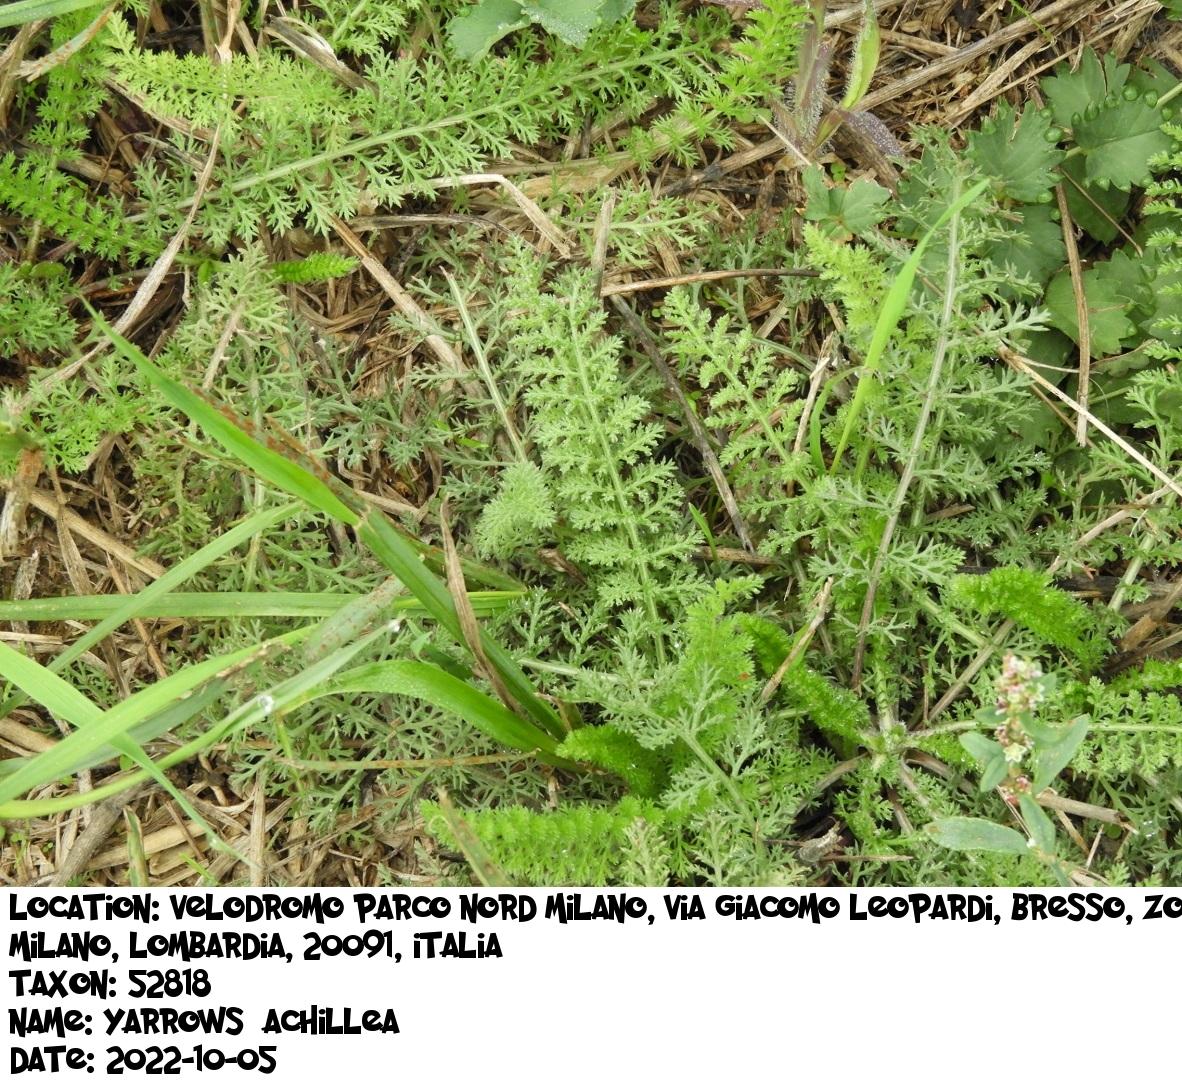 LOCATION: VELODROMO PARCO NORD MILANO, VIA GIACOMO LEOPARDI, BRESSO, ZO
MILANO, LOMBARDIA, 20091, ITALIA
TAXON: 52818
NAME: YARROWS ACHILLEA
DATE: 2022-10-05